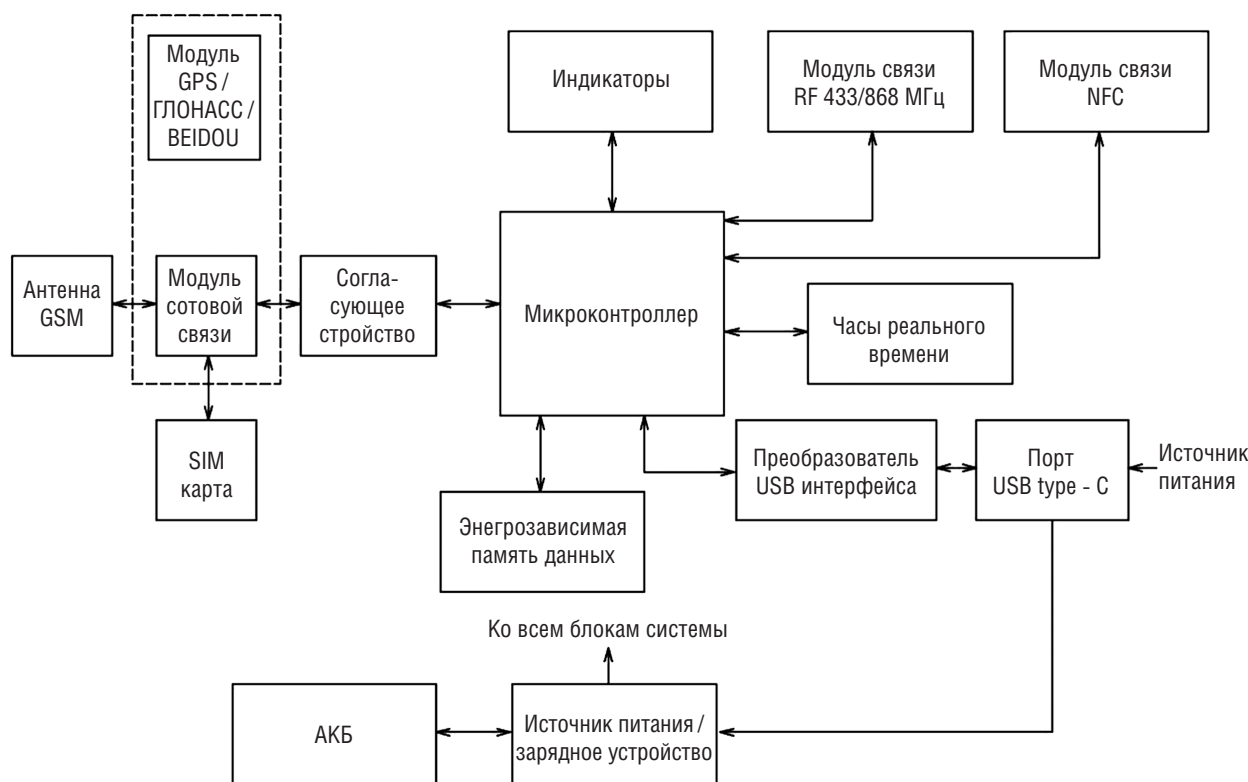 Модуль
GPS /
ГЛОНАСС /
BEIDOU
Индикаторы
Модуль связи
RF 433/868 МГц
Модуль связи
NFC
Антенна
GSM
Модуль
сотовой
связи
Согла-
сующее
стройство
Микроконтроллер
Часы реального
времени
SIM
карта
Преобразователь
USB интерфейса
Порт
USB type - C
Источник
питания
Энегрозависимая
память данных
Ко всем блокам системы
АКБ
Источник питания /
зарядное устройство